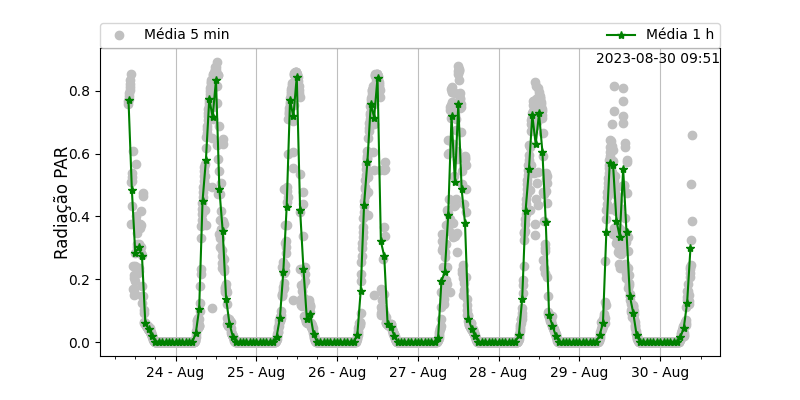 Média 5 min
Média 1 h
2023-08-30 09:51
Radiação PAR
0.8
0.6
0.4
0.2
0.0
24 - Aug
25 - Aug
26 - Aug
27 - Aug
28 - Aug
29 - Aug
30 - Aug